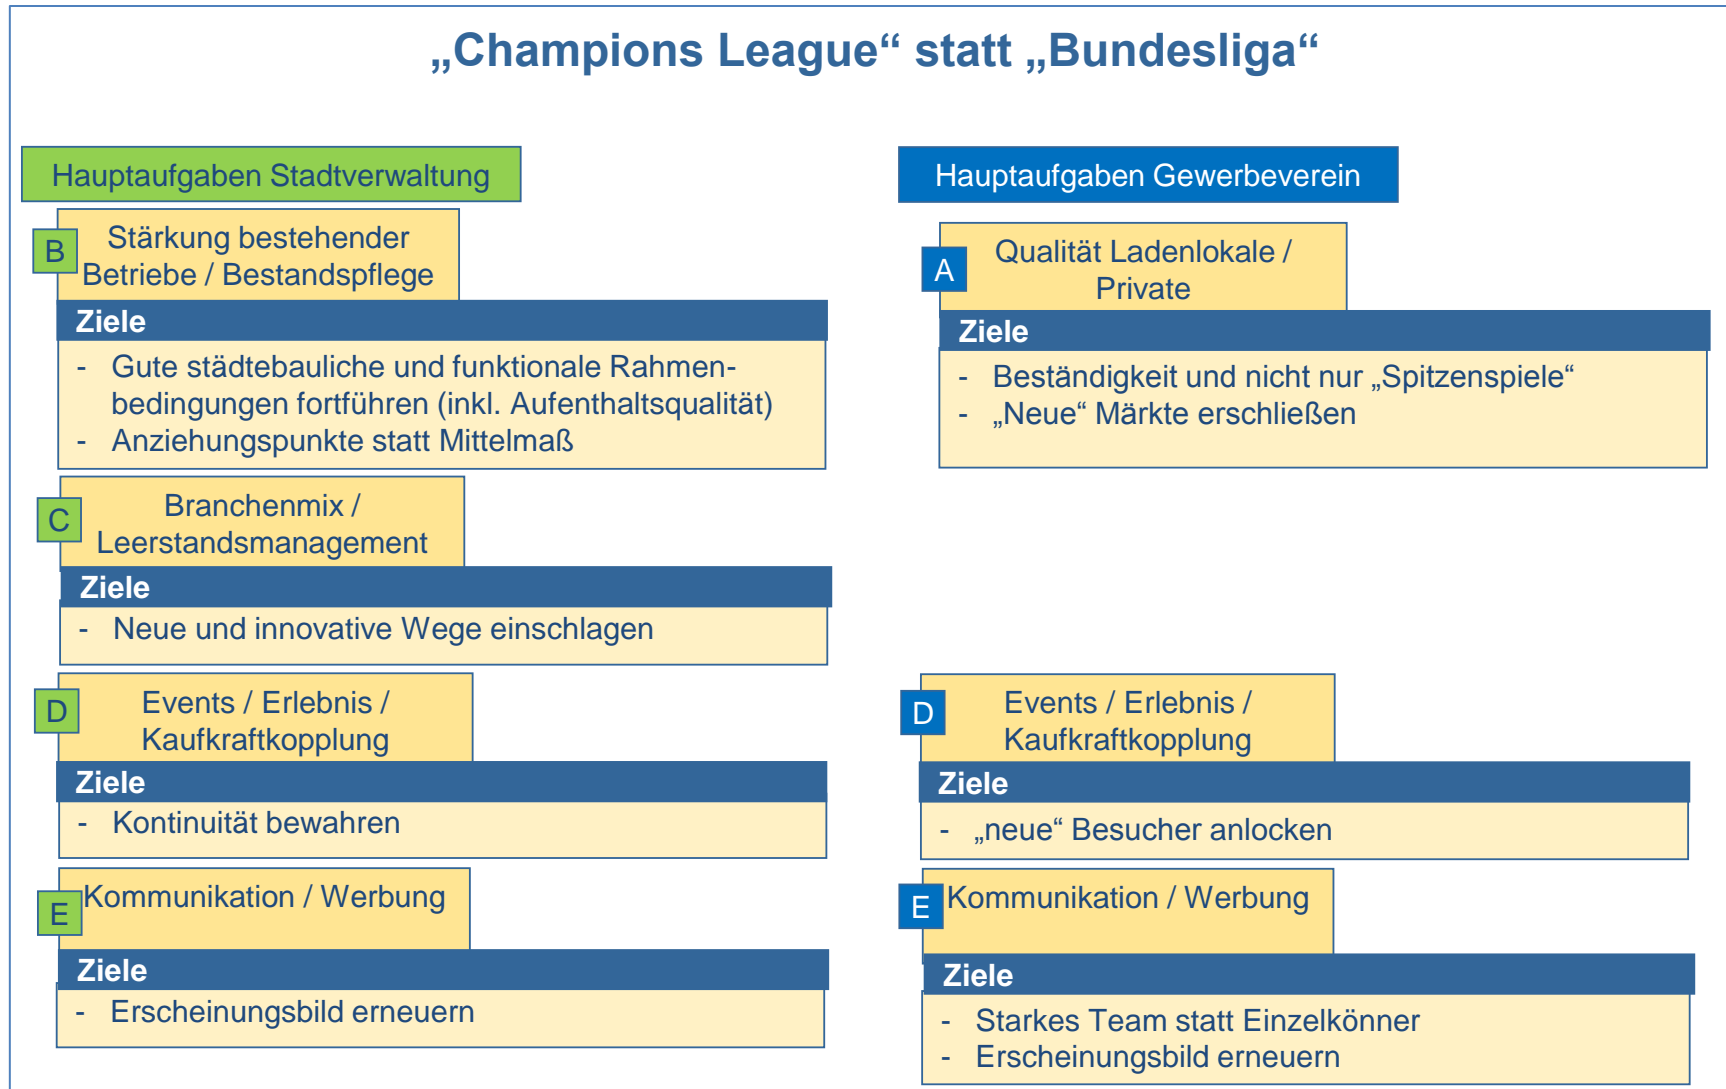 „Champions League“ statt „Bundesliga“
Hauptaufgaben Stadtverwaltung
B
Stärkung bestehender
Betriebe / Bestandspflege
Ziele
- Gute städtebauliche und funktionale Rahmen-
bedingungen fortführen (inkl. Aufenthaltsqualität)
- Anziehungspunkte statt Mittelmaß
C
Branchenmix /
Leerstandsmanagement
Ziele
- Neue und innovative Wege einschlagen
D
Events / Erlebnis /
Kaufkraftkopplung
Ziele
- Kontinuität bewahren
E
Kommunikation / Werbung
Ziele
- Erscheinungsbild erneuern
Hauptaufgaben Gewerbeverein
A
Qualität Ladenlokale /
Private
Ziele
- Beständigkeit und nicht nur „Spitzenspiele“
- „Neue“ Märkte erschließen
D
Events / Erlebnis /
Kaufkraftkopplung
Ziele
- „neue“ Besucher anlocken
E
Kommunikation / Werbung
Ziele
- Starkes Team statt Einzelkönner
- Erscheinungsbild erneuern